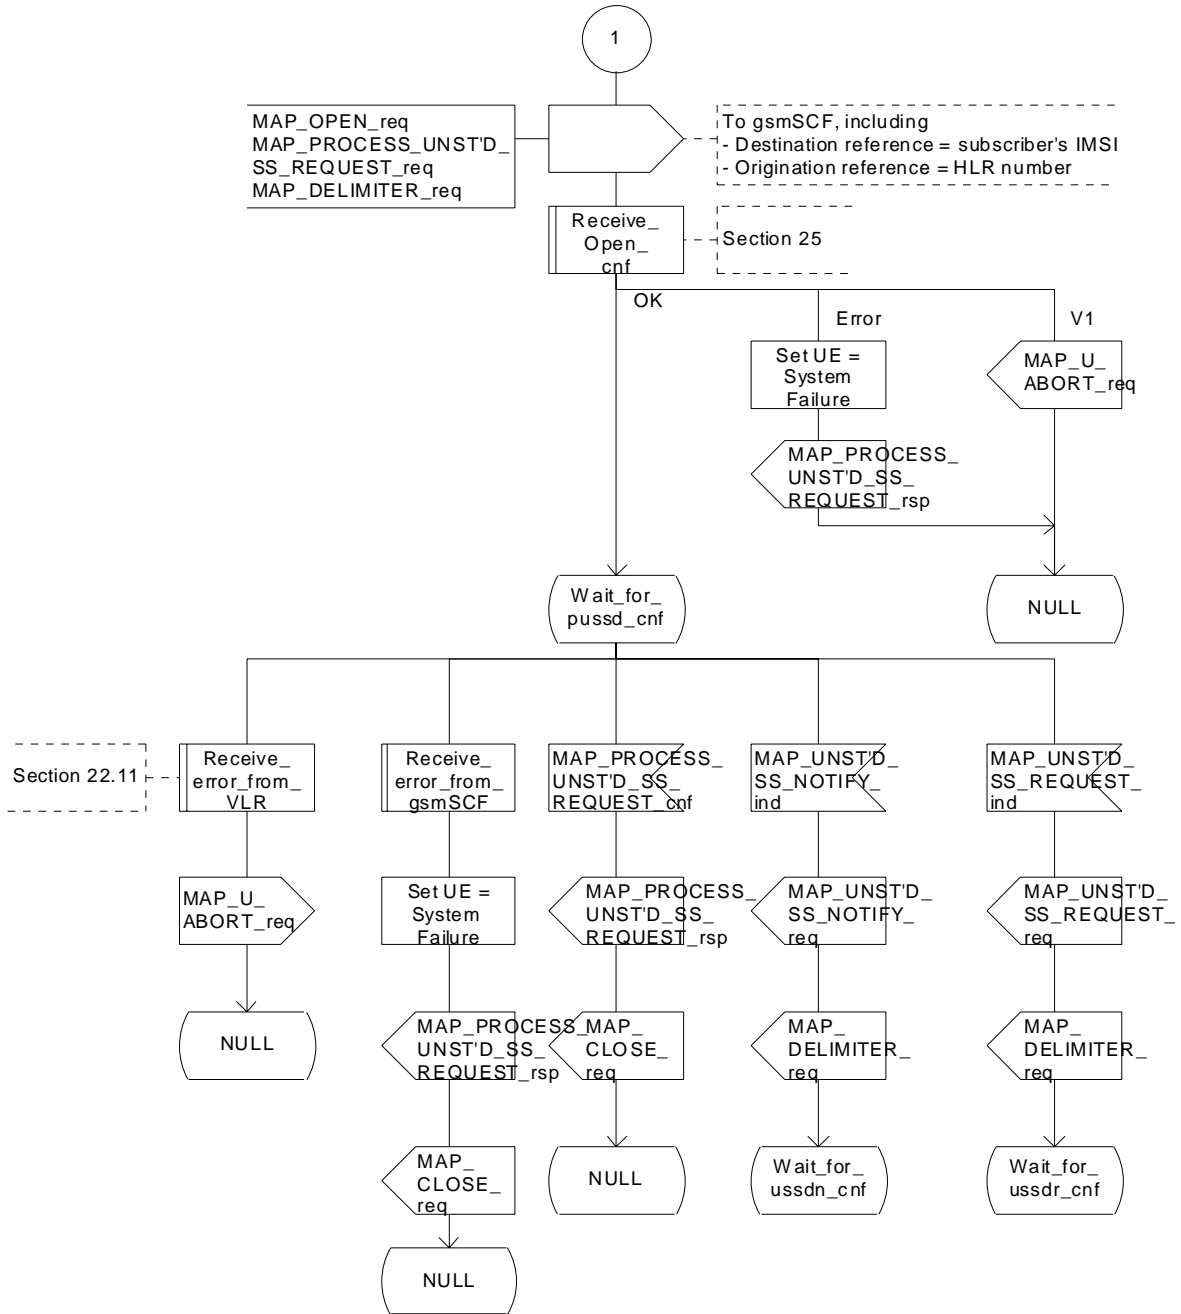 1
MAP_OPEN_req
MAP_PROCESS_UNST'D_
SS_REQUEST_req
MAP_DELIMITER_req
To gsmSCF, including
- Destination reference = subscriber's IMSI
- Origination reference = HLR number
Receive_
Open_
cnf
Section 25
OK
Error
V1
Set UE =
System
Failure
MAP_U_
ABORT_req
MAP_PROCESS_
UNST'D_SS_
REQUEST_rsp
Wait_for_
pussd_cnf
NULL
Section 22.11
Receive_
error_from_
VLR
Receive_
error_from_
gsmSCF
MAP_PROCESS_
UNST'D_SS_
REQUEST_cnf
MAP_UNST'D_
SS_NOTIFY_
ind
MAP_UNST'D_
SS_REQUEST_
ind
MAP_U_
ABORT_req
Set UE =
System
Failure
MAP_PROCESS_
UNST'D_SS_
REQUEST_rsp
MAP_UNST'D_
SS_NOTIFY_
req
MAP_UNST'D_
SS_REQUEST_
req
NULL
MAP_PROCESS_
UNST'D_SS_
REQUEST_rsp
MAP_
CLOSE_
req
MAP_
DELIMITER_
req
MAP_
DELIMITER_
req
MAP_
CLOSE_
req
NULL
Wait_for_
ussdn_cnf
Wait_for_
ussdr_cnf
NULL